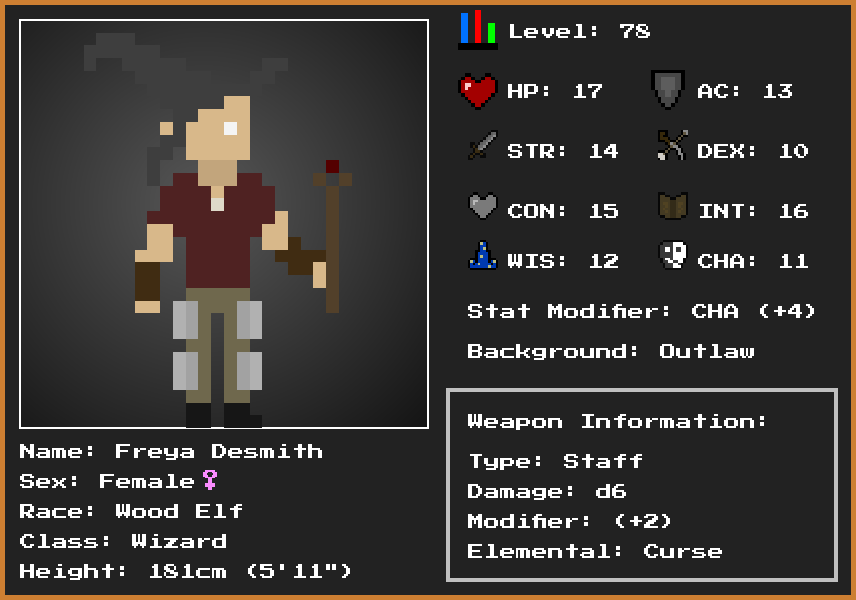 Level: 78
HP: 17 AC: 13
STR: 14 DEX: 10
CON: 15 INT: 16
WIS: 12 CHA: 11
Stat Modifier: CHA (+4)
Background: Outlaw
Weapon Information:
Type: Staff
Damage: d6
Modifier: (+2)
Elemental: Curse
Name: Freya Desmith
Sex: Female♀
Race: Wood Elf
Class: Wizard
Height: 181cm (5'11")